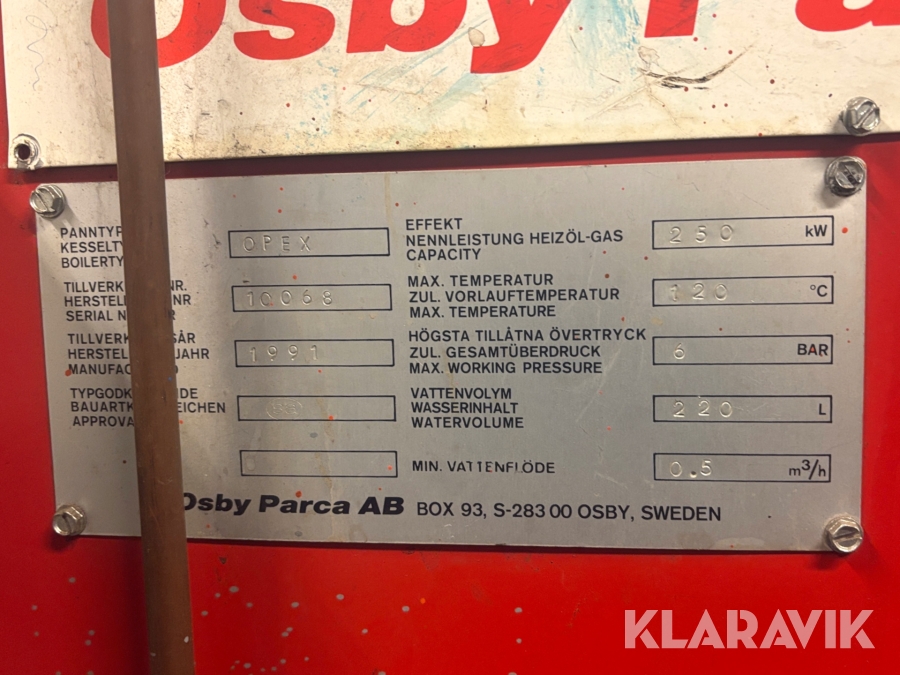 Osby Pa
PANNTYP
KESSELTY
BOILERTY
OPEX
TILLVERK NR.
HERSTELL NR
SERIAL N R
10068
TILLVERK SÅR
HERSTEL JAHR
MANUFAC D
1991
TYPGODK NDE
BAUARTK EICHEN
APPROVA
EFFEKT
NENNLEISTUNG HEIZÖL-GAS
CAPACITY
250 kW
MAX. TEMPERATUR
ZUL. VORLAUFTEMPERATUR
MAX. TEMPERATURE
120 °C
HÖGSTA TILLÅTNA ÖVERTRYCK
ZUL. GESAMTÜBERDRUCK
MAX. WORKING PRESSURE
6 BAR
VATTENVOLYM
WASSERINHALT
WATERVOLUME
220 L
MIN. VATTENFLÖDE
0.5 m³/h
Osby Parca AB BOX 93, S-283 00 OSBY, SWEDEN
KLARAVIK